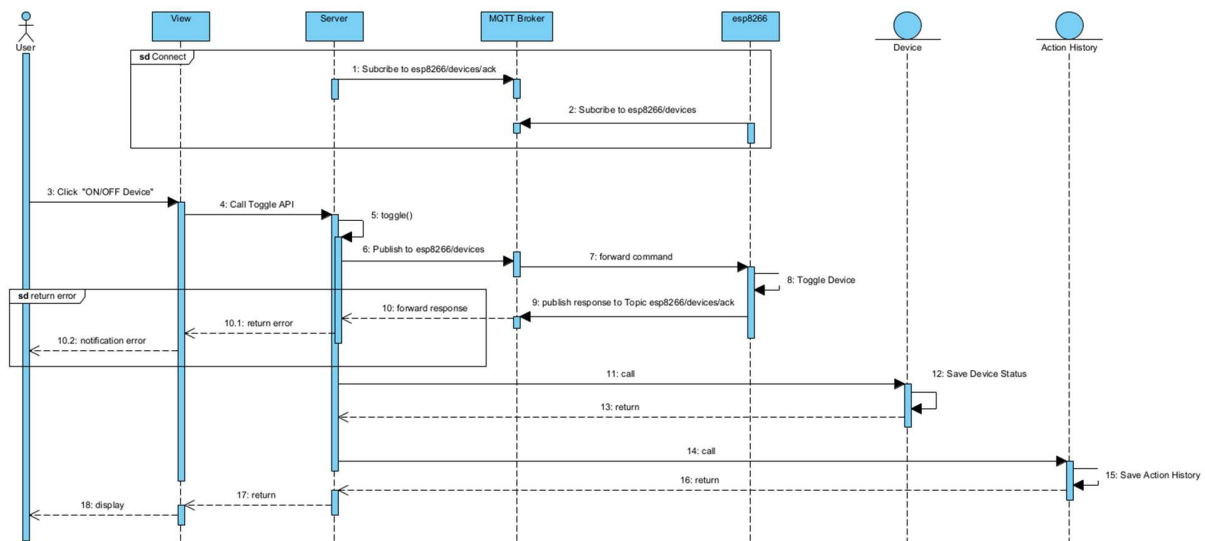 User
View
Server
MQTT Broker
esp8266
Device
Action History
sd Connect
1: Subcribe to esp8266/devices/ack
2: Subcribe to esp8266/devices
3: Click "ON/OFF Device"
4: Call Toggle API
5: toggle()
6: Publish to esp8266/devices
7: forward command
8: Toggle Device
sd return error
9: publish response to Topic esp8266/devices/ack
10: forward response
10.1: return error
10.2: notification error
11: call
12: Save Device Status
13: return
14: call
15: Save Action History
16: return
17: return
18: display